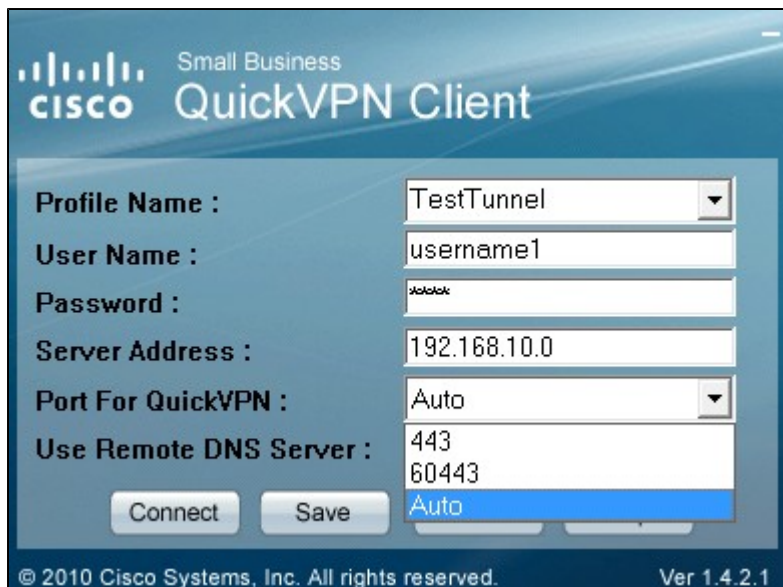 Small Business
CISCO QuickVPN Client
Profile Name : TestTunnel
User Name : username1
Password : *****
Server Address : 192.168.10.0
Port For QuickVPN : Auto
443
Use Remote DNS Server :
60443
Auto
Connect Save
© 2010 Cisco Systems, Inc. All rights reserved. Ver 1.4.2.1